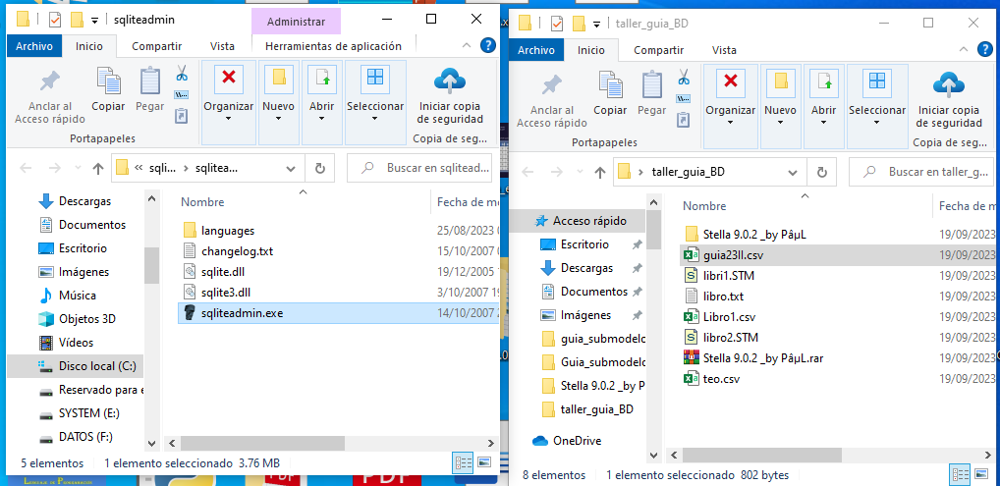 sqliteadmin
Administrar
Archivo Inicio Compartir Vista Herramientas de aplicación
Anclar al Acceso rápido
Copiar
Pegar
Organizar
Nuevo
Abrir
Seleccionar
Iniciar copia de seguridad
Portapapeles
Copia de seg...
« sqli... › sqlitea...
Buscar en sqlitead...
Descargas
Documentos
Escritorio
Imágenes
Música
Objetos 3D
Vídeos
Disco local (C:)
Reservado para e
SYSTEM (E:)
DATOS (F:)
Nombre Fecha de m
languages 25/08/2023
changelog.txt 15/10/2007
sqlite.dll 19/12/2005
sqlite3.dll 3/10/2007 19
sqliteadmin.exe 14/10/2007
5 elementos 1 elemento seleccionado 3.76 MB
taller_guia_BD
Archivo Inicio Compartir Vista
Anclar al Acceso rápido
Copiar
Pegar
Organizar
Nuevo
Abrir
Seleccionar
Iniciar copia de seguridad
Portapapeles
Copia de seg...
› taller_guia_BD
Buscar en taller_g...
Acceso rápido
Escritorio
Descargas
Documentos
Imágenes
guia_submodelo
Guia_submodelo
Stella 9.0.2 _by P
taller_guia_BD
OneDrive
Nombre Fecha de m
Stella 9.0.2 _by PâµL 19/09/2023
guia23II.csv 19/09/2023
libri1.STM 19/09/2023
libro.txt 19/09/2023
Libro1.csv 19/09/2023
libro2.STM 19/09/2023
Stella 9.0.2 _by PâµL.rar 19/09/2023
teo.csv 19/09/2023
8 elementos 1 elemento seleccionado 802 bytes
PDF
PDF